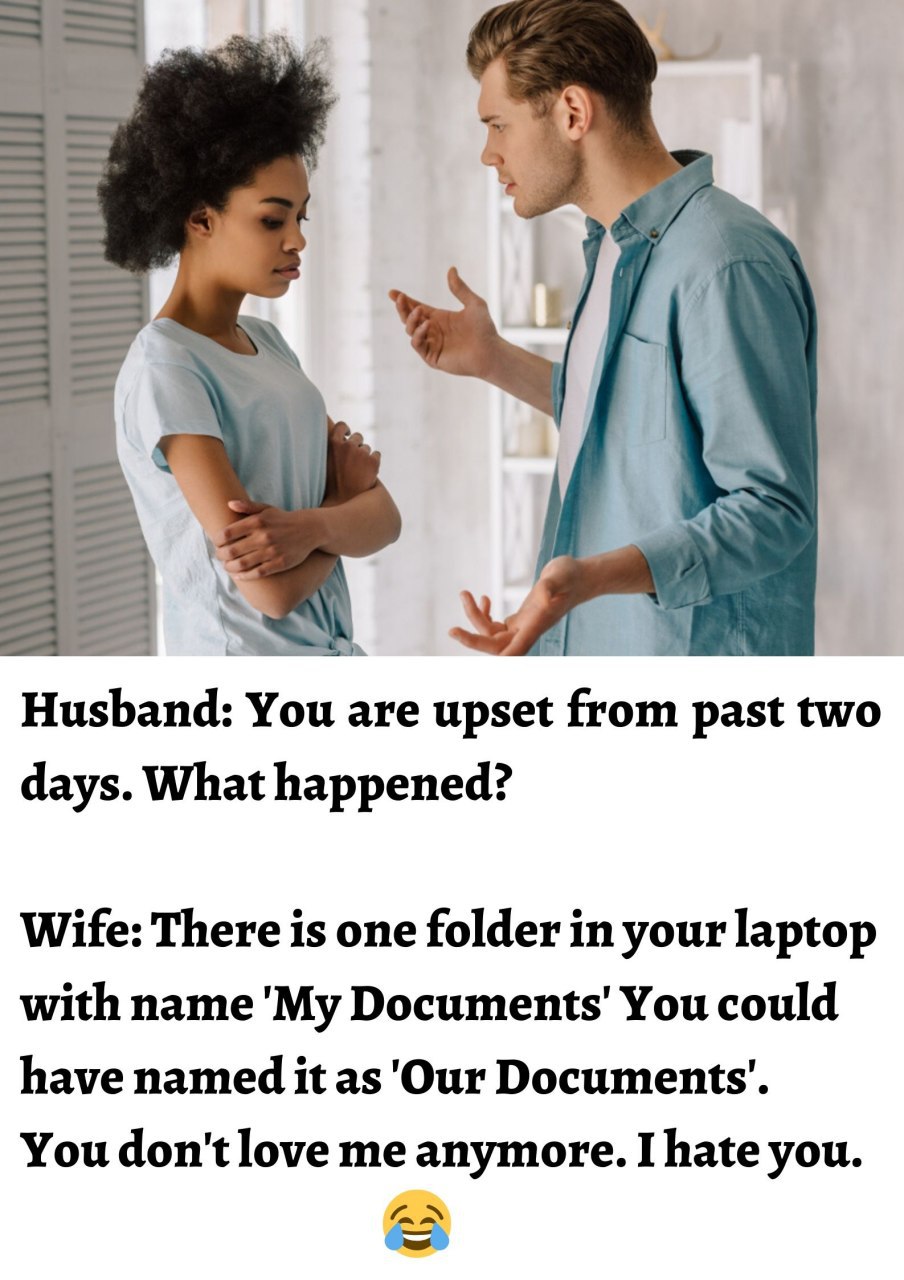 Husband: You are upset from past two
days. What happened?
Wife: There is one folder in your laptop
with name 'My Documents' You could
have named it as 'Our Documents'.
You don't love me anymore. I hate you.
😂